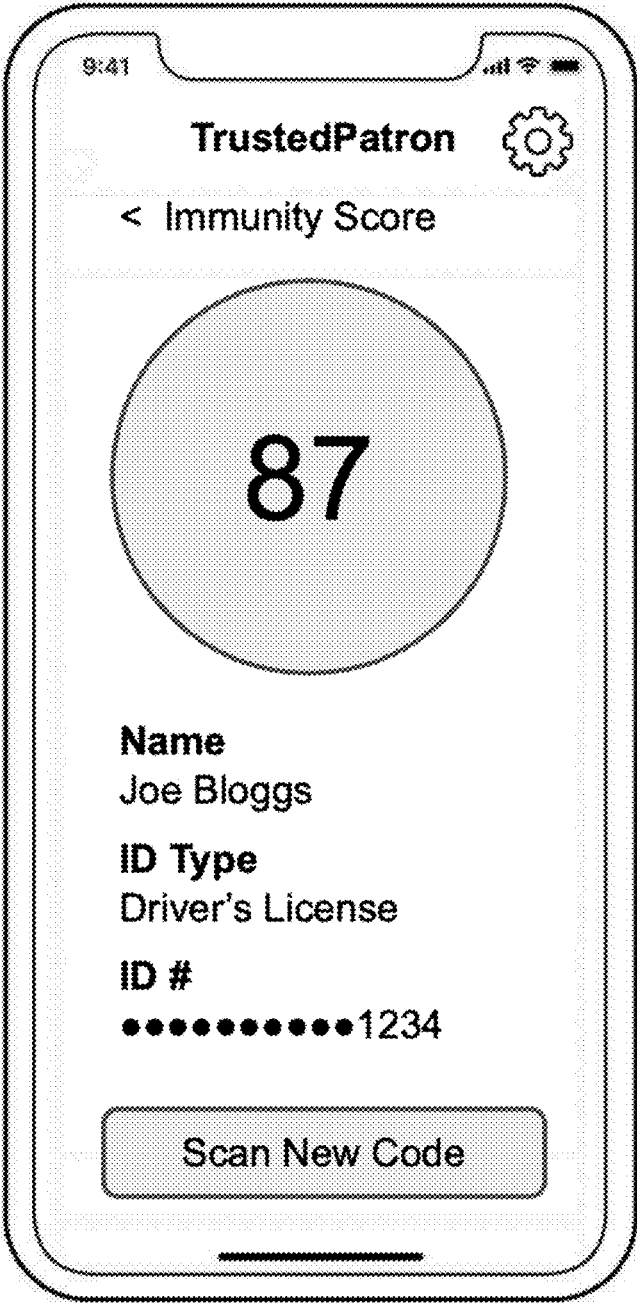 9:41
TrustedPatron
< Immunity Score
87
Name
Joe Bloggs
ID Type
Driver's License
ID #
●●●●●●●●●●1234
Scan New Code